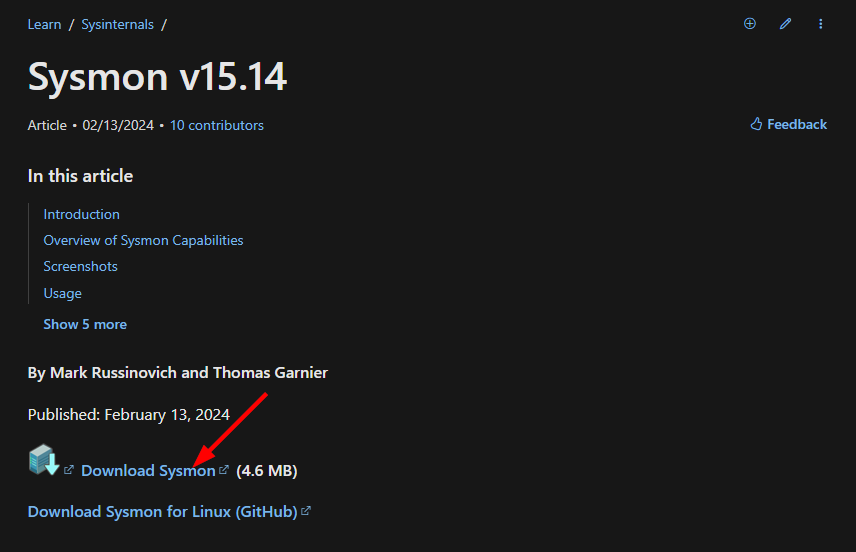 Learn / Sysinternals /
Sysmon v15.14
Article • 02/13/2024 • 10 contributors
Feedback
In this article
Introduction
Overview of Sysmon Capabilities
Screenshots
Usage
Show 5 more
By Mark Russinovich and Thomas Garnier
Published: February 13, 2024
Download Sysmon (4.6 MB)
Download Sysmon for Linux (GitHub)